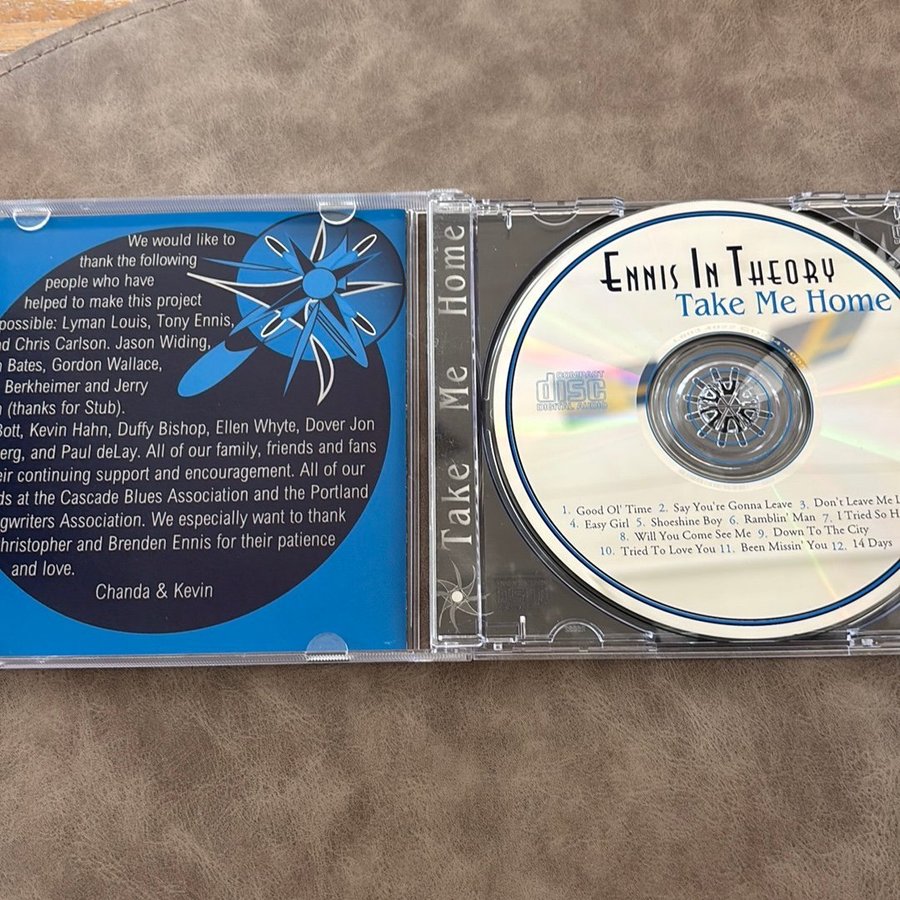 We would like to
thank the following
people who have
helped to make this project
possible: Lyman Louis, Tony Ennis,
Chris Carlson. Jason Widing,
Bates, Gordon Wallace,
Berkheimer and Jerry
(thanks for Stub).
Kevin Hahn, Duffy Bishop, Ellen Whyte, Dover Jon
and Paul deLay. All of our family, friends and fans
continuing support and encouragement. All of our
at the Cascade Blues Association and the Portland
Association. We especially want to thank
Christopher and Brenden Ennis for their patience
and love.
Chanda & Kevin
Take Me Home
ENNIS IN THEORY
Take Me Home
COMPACT
disc
DIGITAL AUDIO
1. Good Ol' Time 2. Say You're Gonna Leave 3. Don't Leave Me
4. Easy Girl 5. Shoeshine Boy 6. Ramblin' Man 7. I Tried So
8. Will You Come See Me 9. Down To The City
10. Tried To Love You 11. Been Missin' You 12. 14 Days